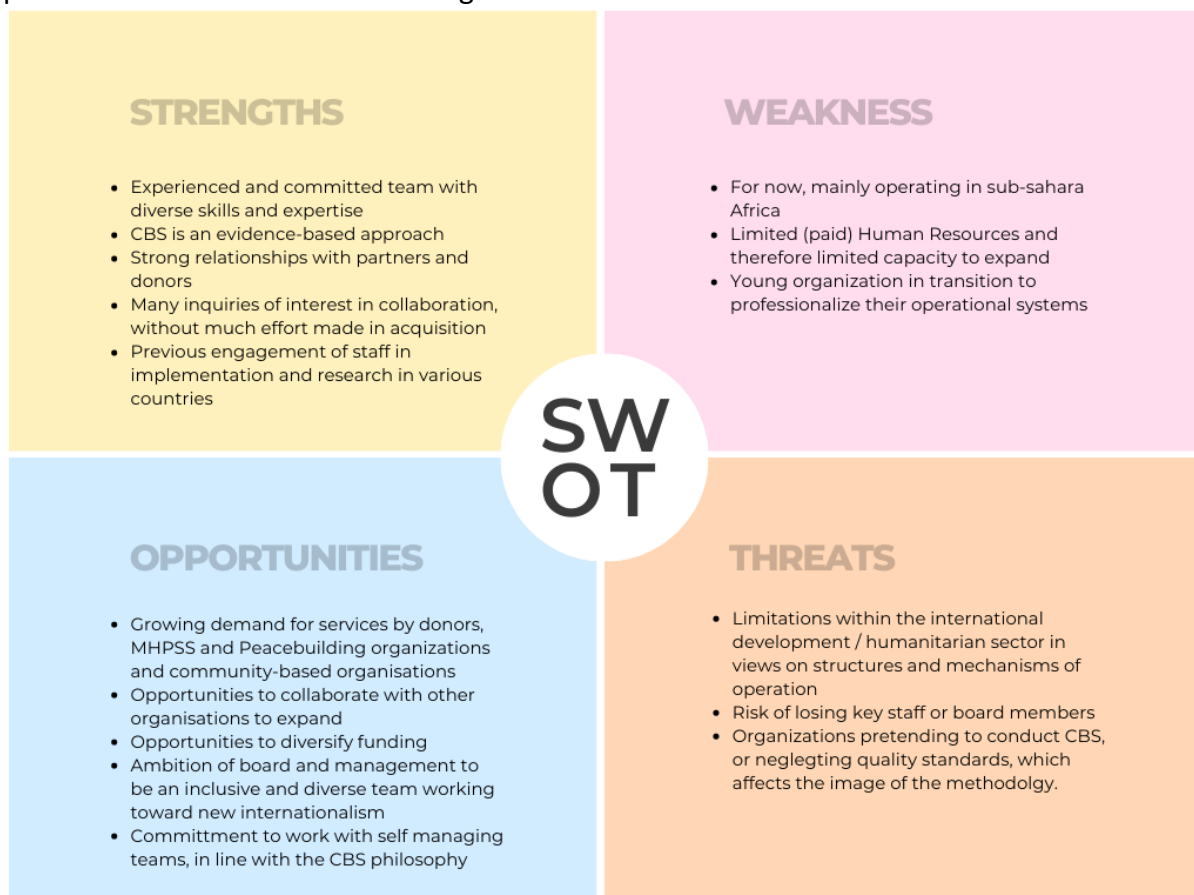 STRENGTHS
• Experienced and committed team with
diverse skills and expertise
• CBS is an evidence-based approach
• Strong relationships with partners and
donors
• Many inquiries of interest in collaboration,
without much effort made in acquisition
• Previous engagement of staff in
implementation and research in various
countries
WEAKNESS
• For now, mainly operating in sub-sahara
Africa
• Limited (paid) Human Resources and
therefore limited capacity to expand
• Young organization in transition to
professionalize their operational systems
SW
OT
OPPORTUNITIES
• Growing demand for services by donors,
MHPSS and Peacebuilding organizations
and community-based organisations
• Opportunities to collaborate with other
organisations to expand
• Opportunities to diversify funding
• Ambition of board and management to
be an inclusive and diverse team working
toward new internationalism
• Committment to work with self managing
teams, in line with the CBS philosophy
THREATS
• Limitations within the international
development / humanitarian sector in
views on structures and mechanisms of
operation
• Risk of losing key staff or board members
• Organizations pretending to conduct CBS,
or neglegting quality standards, which
affects the image of the methodolgy.